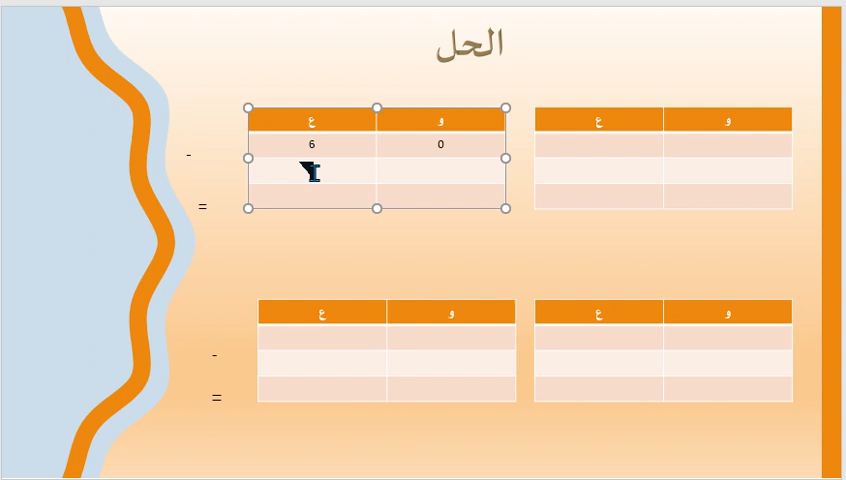 الحل
و ع و ع
0 6
-
=
و ع و ع
-
=